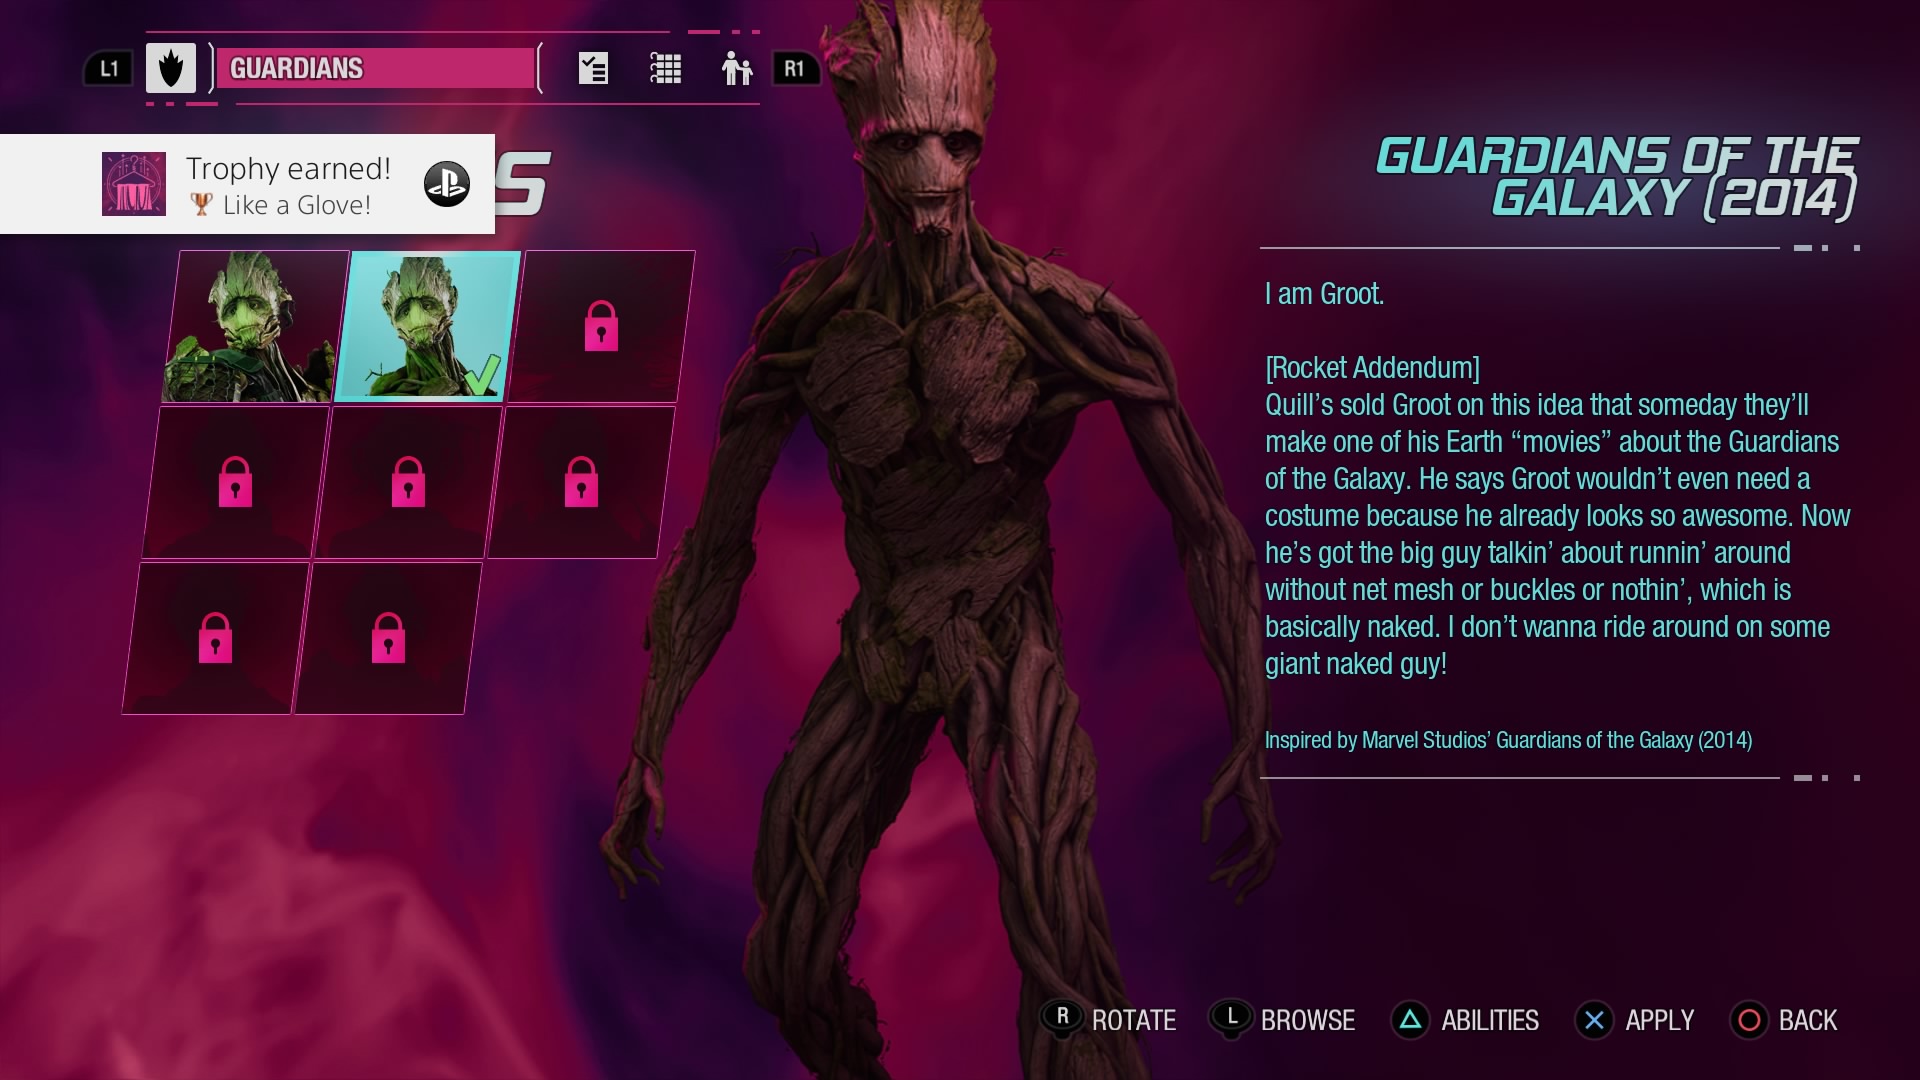 L1
GUARDIANS
R1
Trophy earned!
Like a Glove!
S
GUARDIANS OF THE
GALAXY (2014)
I am Groot.
[Rocket Addendum]
Quill’s sold Groot on this idea that someday they’ll
make one of his Earth “movies” about the Guardians
of the Galaxy. He says Groot wouldn’t even need a
costume because he already looks so awesome. Now
he’s got the big guy talkin’ about runnin’ around
without net mesh or buckles or nothin’, which is
basically naked. I don’t wanna ride around on some
giant naked guy!
Inspired by Marvel Studios’ Guardians of the Galaxy (2014)
R ROTATE L BROWSE ABILITIES APPLY BACK